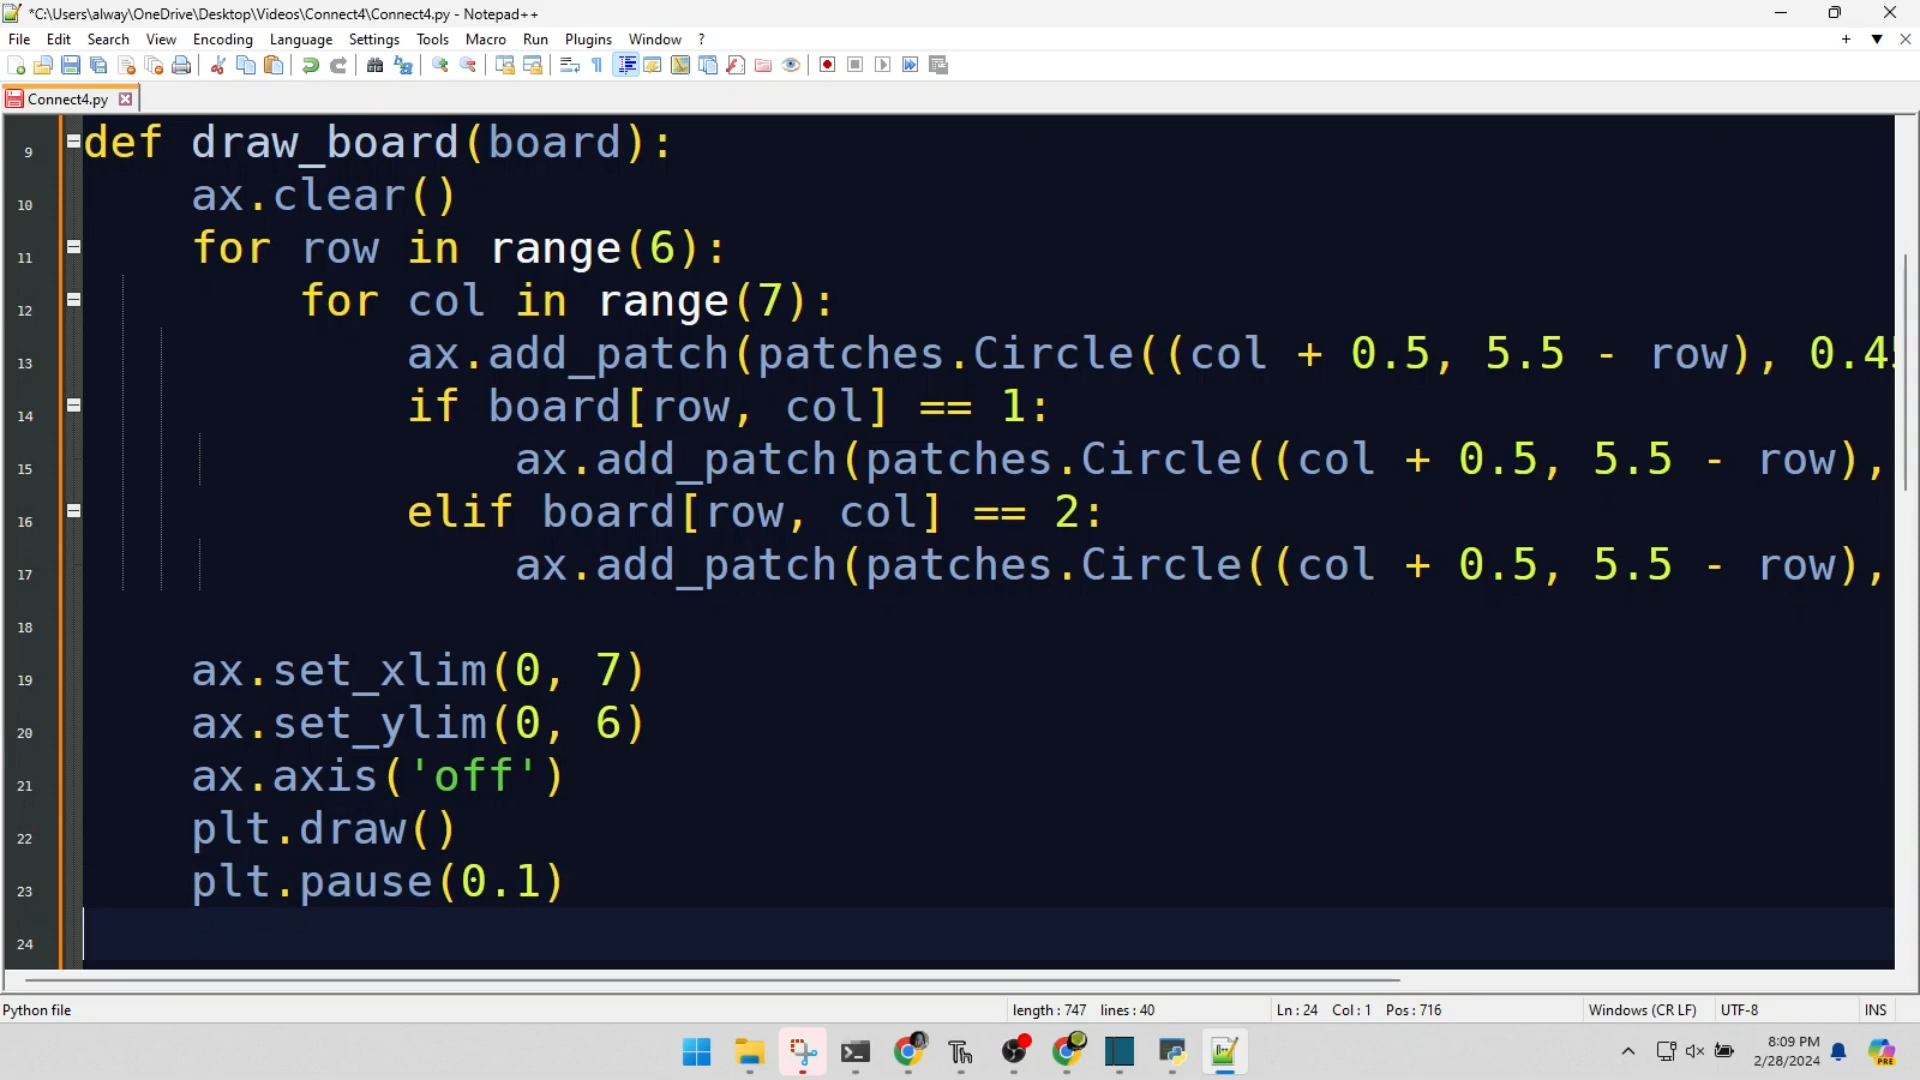 *C:\Users\alway\OneDrive\Desktop\Videos\Connect4\Connect4.py - Notepad++
File Edit Search View Encoding Language Settings Tools Macro Run Plugins Window ?
Connect4.py
9 def draw_board(board):
10 ax.clear()
11 for row in range(6):
12 for col in range(7):
13 ax.add_patch(patches.Circle((col + 0.5, 5.5 - row), 0.45
14 if board[row, col] == 1:
15 ax.add_patch(patches.Circle((col + 0.5, 5.5 - row),
16 elif board[row, col] == 2:
17 ax.add_patch(patches.Circle((col + 0.5, 5.5 - row),
18
19 ax.set_xlim(0, 7)
20 ax.set_ylim(0, 6)
21 ax.axis('off')
22 plt.draw()
23 plt.pause(0.1)
24
Python file length : 747 lines : 40 Ln : 24 Col : 1 Pos : 716 Windows (CR LF) UTF-8 INS
8:09 PM
2/28/2024
PRE